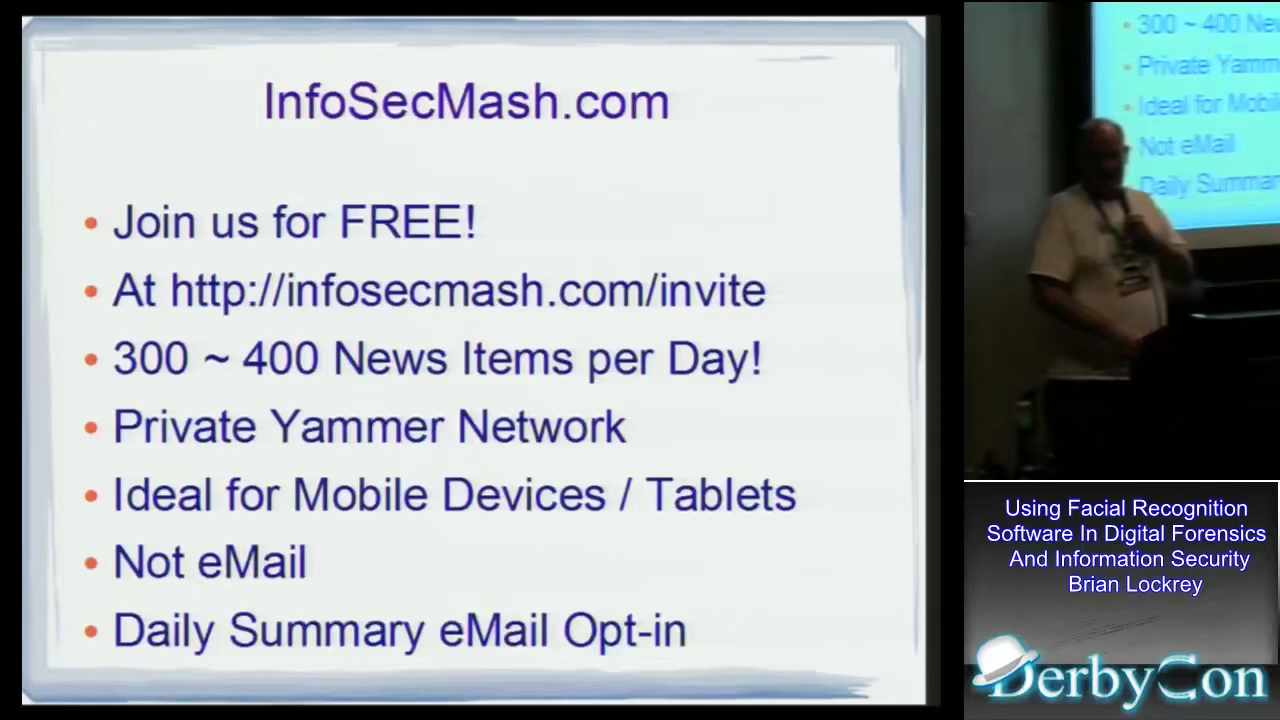 InfoSecMash.com
• Join us for FREE!
• At http://infosecmash.com/invite
• 300 ~ 400 News Items per Day!
• Private Yammer Network
• Ideal for Mobile Devices / Tablets
• Not eMail
• Daily Summary eMail Opt-in
• 300 ~ 400 New
• Private Yamm
• Ideal for Mobil
• Not eMail
Daily Summar
Using Facial Recognition
Software In Digital Forensics
And Information Security
Brian Lockrey
DerbyCon